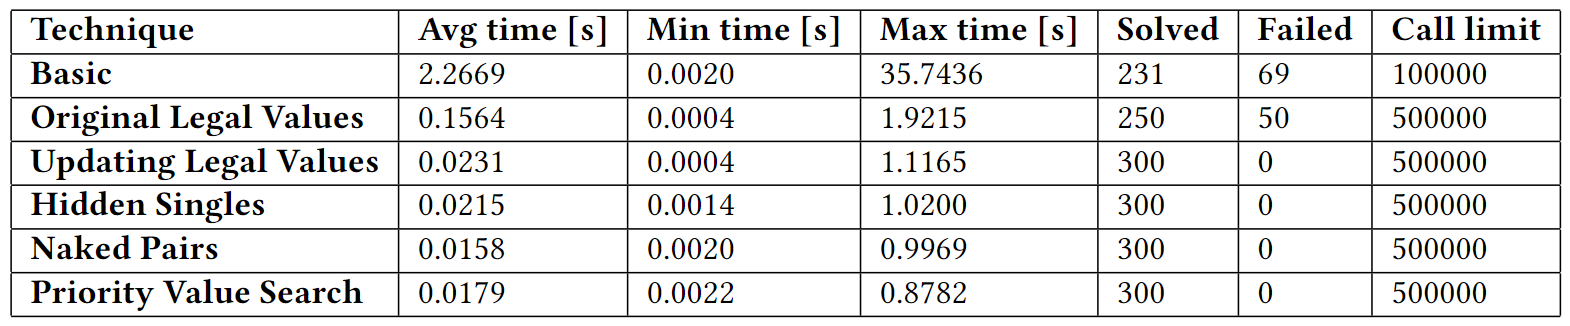 Technique Avg time [s] Min time [s] Max time [s] Solved Failed Call limit
Basic 2.2669 0.0020 35.7436 231 69 100000
Original Legal Values 0.1564 0.0004 1.9215 250 50 500000
Updating Legal Values 0.0231 0.0004 1.1165 300 0 500000
Hidden Singles 0.0215 0.0014 1.0200 300 0 500000
Naked Pairs 0.0158 0.0020 0.9969 300 0 500000
Priority Value Search 0.0179 0.0022 0.8782 300 0 500000